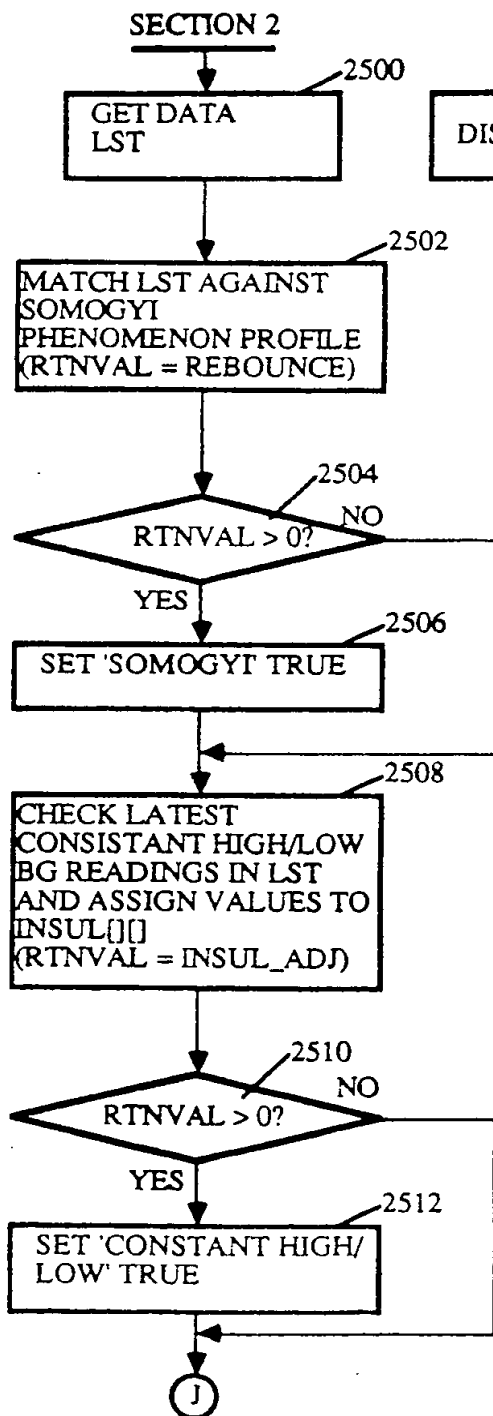 SECTION 2
2500
GET DATA
LST
DIS
2502
MATCH LST AGAINST
SOMOGYI
PHENOMENON PROFILE
(RTNVAL = REBOUNCE)
2504
RTNVAL > 0?
NO
YES
2506
SET 'SOMOGYI' TRUE
2508
CHECK LATEST
CONSISTANT HIGH/LOW
BG READINGS IN LST
AND ASSIGN VALUES TO
INSUL[][]
(RTNVAL = INSUL_ADJ)
2510
RTNVAL > 0?
NO
YES
2512
SET 'CONSTANT HIGH/
LOW' TRUE
J